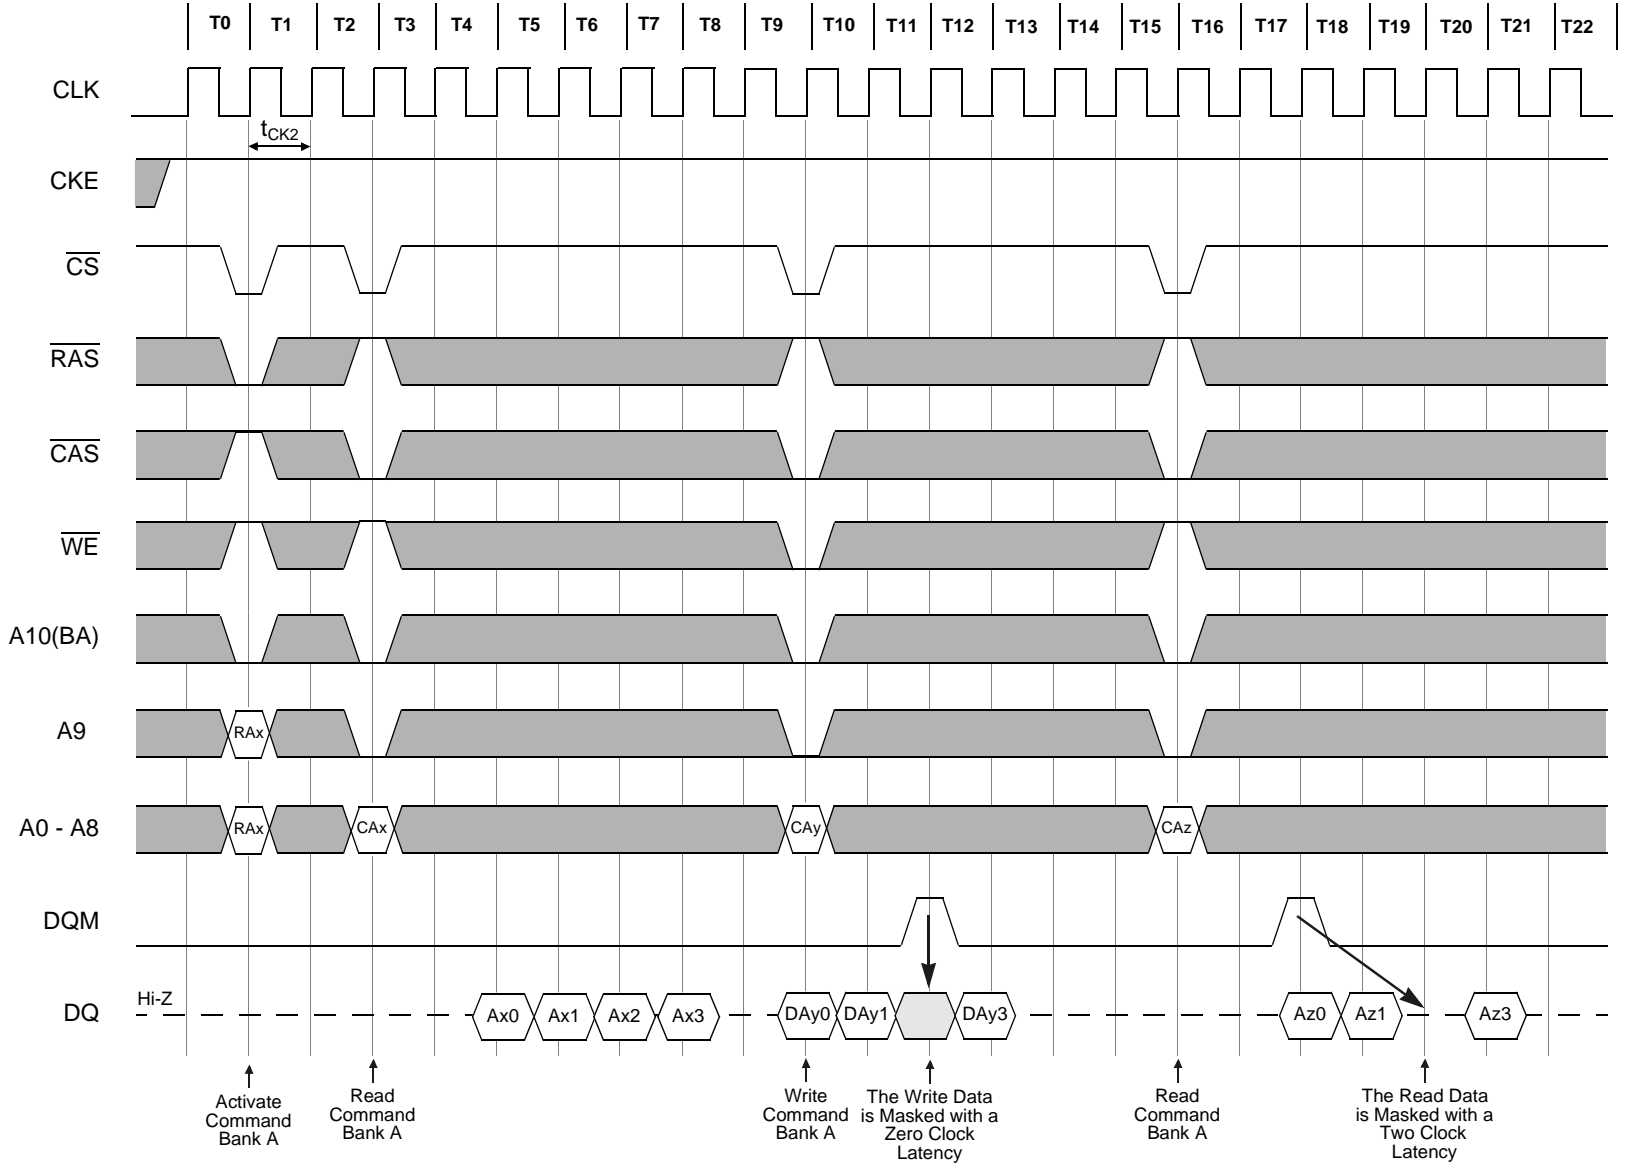 T0 T1 T2 T3 T4 T5 T6 T7 T8 T9 T10 T11 T12 T13 T14 T15 T16 T17 T18 T19 T20 T21 T22
CLK
tCK2
CKE
CS
RAS
CAS
WE
A10(BA)
A9
RAx
A0 - A8
RAx CAx CAy CAz
DQM
DQ
Hi-Z
Ax0 Ax1 Ax2 Ax3 DAy0 DAy1 DAy3 Az0 Az1 Az3
Activate
Command
Bank A
Read
Command
Bank A
Write
Command
Bank A
The Write Data
is Masked with a
Zero Clock
Latency
Read
Command
Bank A
The Read Data
is Masked with a
Two Clock
Latency